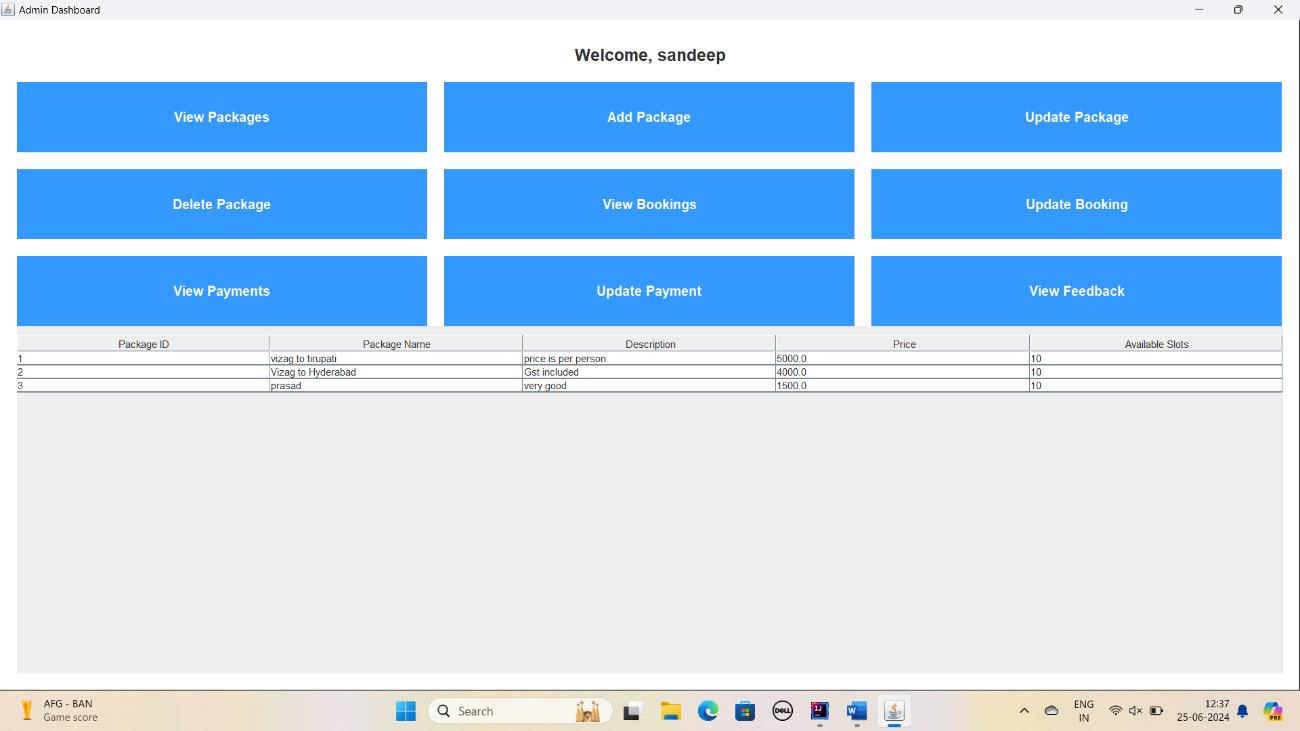 Admin Dashboard
Welcome, sandeep
View Packages Add Package Update Package
Delete Package View Bookings Update Booking
View Payments Update Payment View Feedback
Package ID Package Name Description Price Available Slots
1 vizag to tirupati price is per person 5000.0 10
2 Vizag to Hyderabad Gst included 4000.0 10
3 prasad very good 1500.0 10
AFG - BAN
Game score
Search
DELL
IJ
W
ENG
IN
12:37
25-06-2024
PRE